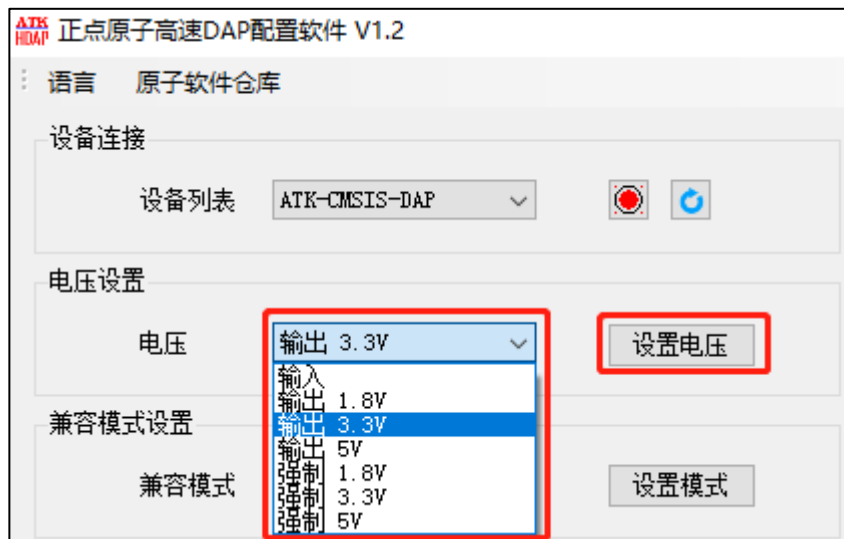 ATK HDAP 正点原子高速DAP配置软件 V1.2
语言 原子软件仓库
设备连接
设备列表 ATK-CMSIS-DAP
电压设置
电压 输出 3.3V 设置电压
输入
输出 1.8V
输出 3.3V
输出 5V
强制 1.8V
强制 3.3V
强制 5V
兼容模式设置
兼容模式 设置模式